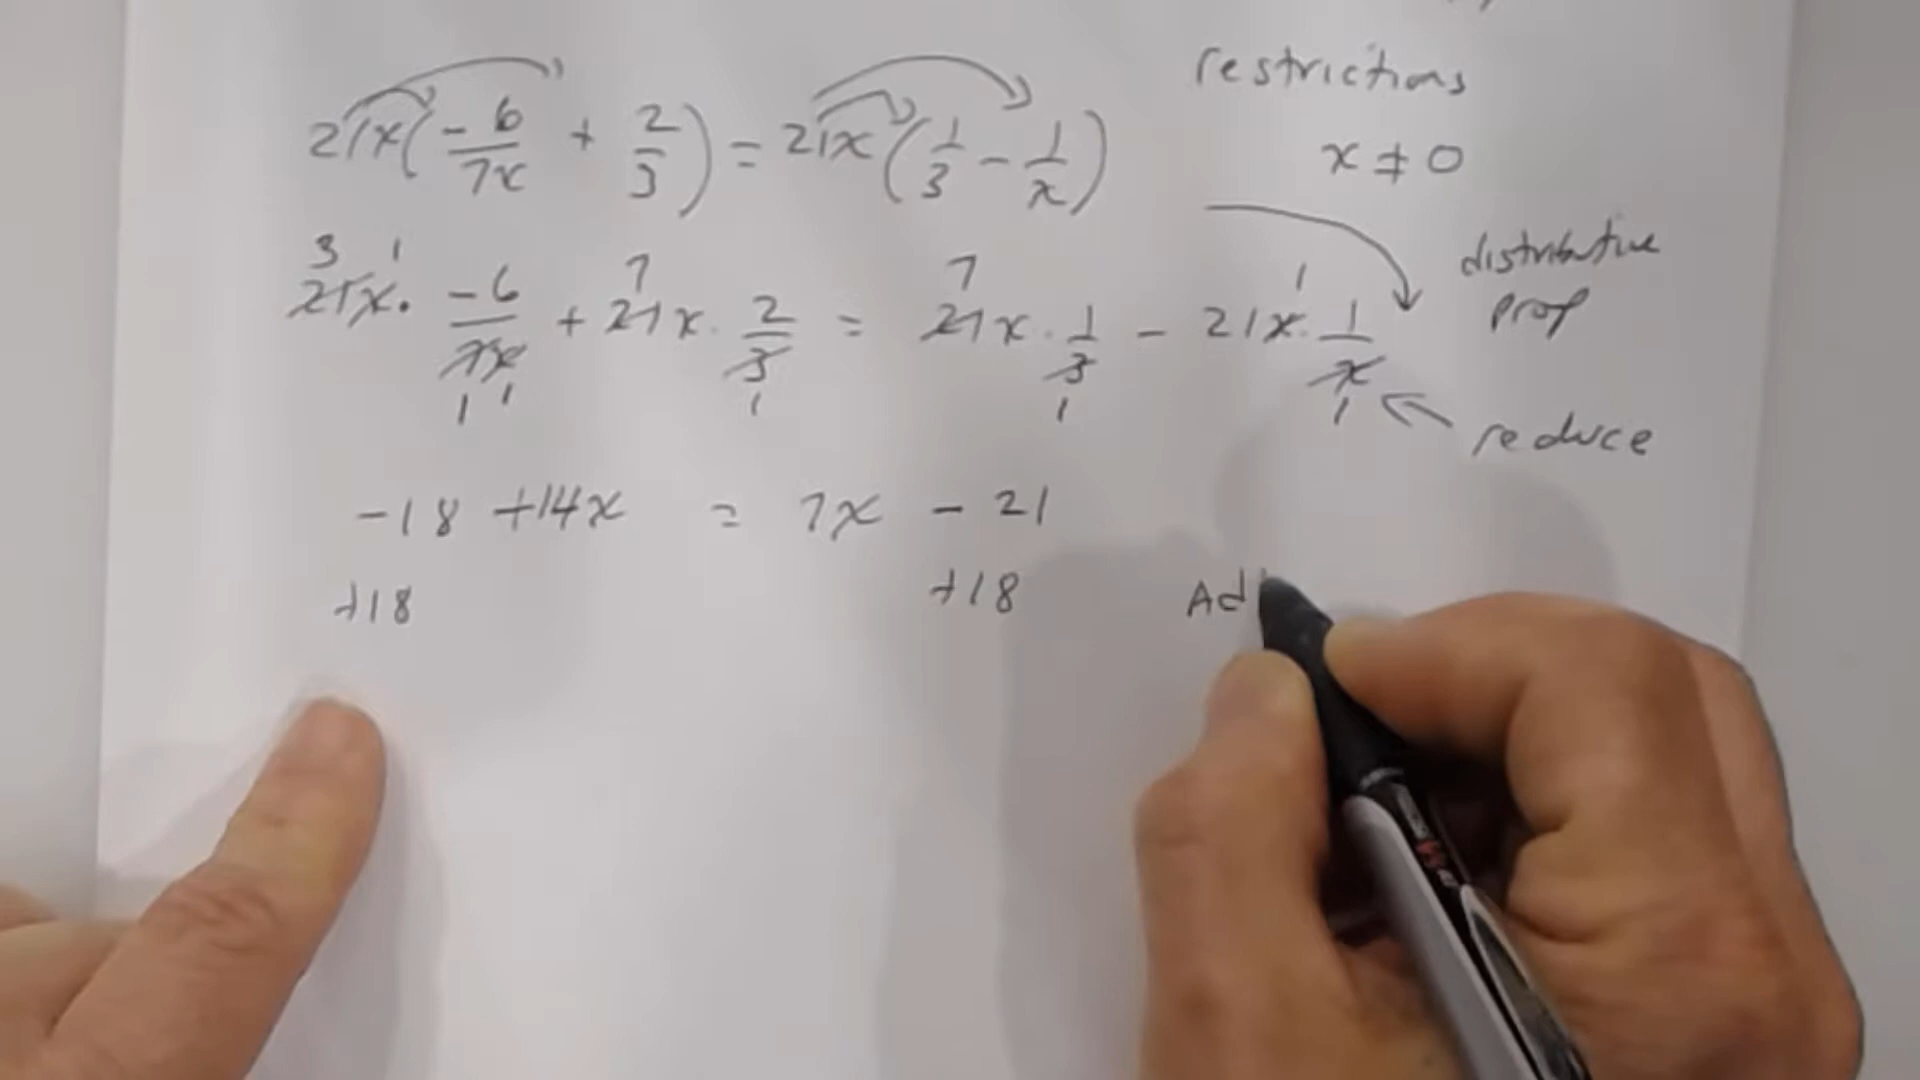 restrictions
21x(-6/7x + 2/3) = 21x(1/3 - 1/x)
x ≠ 0
distributive
prop
3 1 7 7 1
21x · -6/7x + 21x · 2/3 = 21x · 1/3 - 21x · 1/x
1 1 1 1 1
reduce
-18 +14x = 7x - 21
+18 +18 Ad